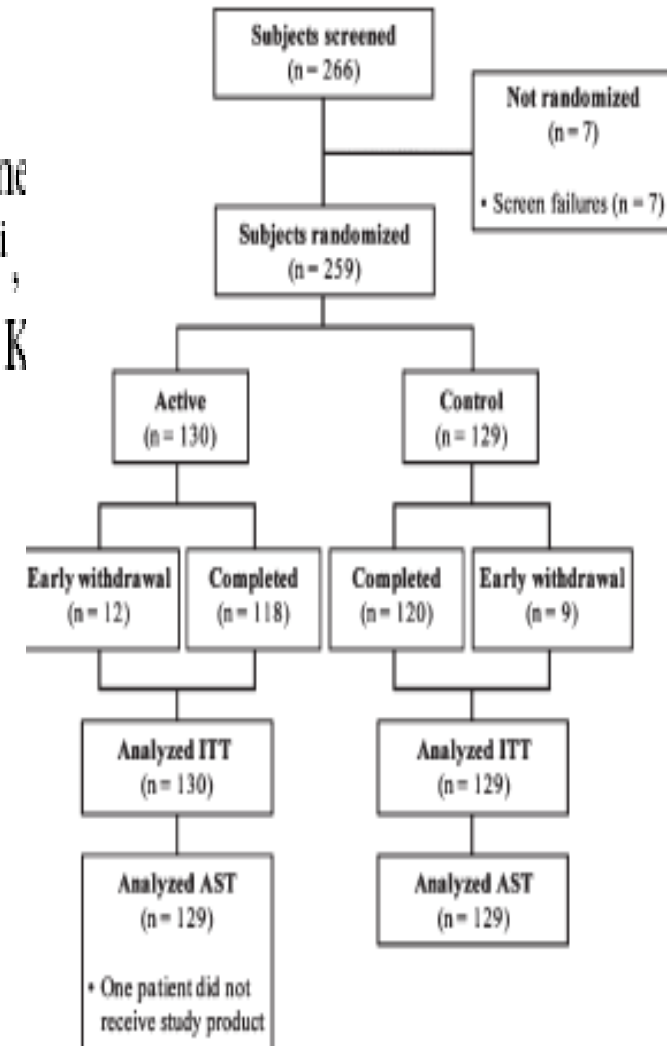 Subjects screened
(n = 266)
Not randomized
(n = 7)
• Screen failures (n = 7)
Subjects randomized
(n = 259)
Active
(n = 130)
Control
(n = 129)
Early withdrawal
(n = 12)
Completed
(n = 118)
Completed
(n = 120)
Early withdrawal
(n = 9)
Analyzed ITT
(n = 130)
Analyzed ITT
(n = 129)
Analyzed AST
(n = 129)
• One patient did not
receive study product
Analyzed AST
(n = 129)